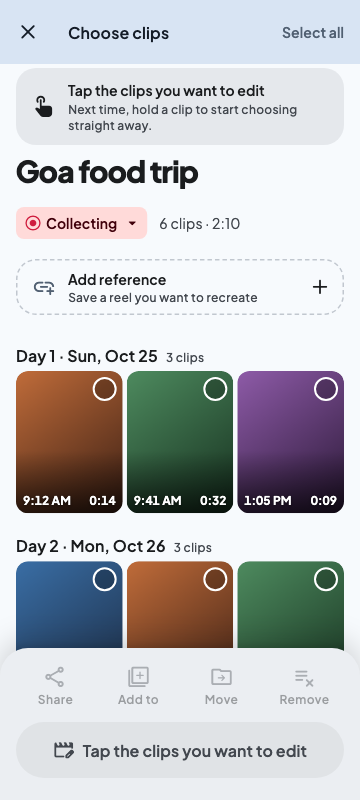 Choose clips
Select all
Tap the clips you want to edit
Next time, hold a clip to start choosing
straight away.
Goa food trip
Collecting
6 clips · 2:10
Add reference
Save a reel you want to recreate
Day 1 · Sun, Oct 25 3 clips
9:12 AM 0:14
9:41 AM 0:32
1:05 PM 0:09
Day 2 · Mon, Oct 26 3 clips
Share
Add to
Move
Remove
Tap the clips you want to edit